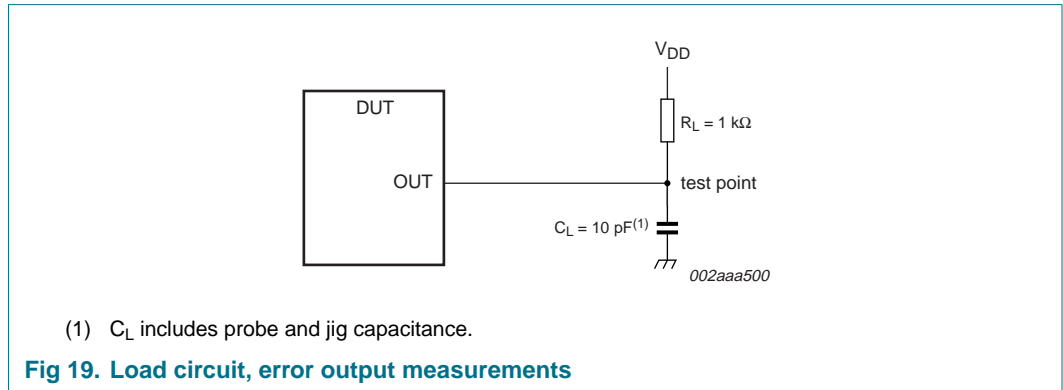 V_DD
DUT
R_L = 1 kΩ
OUT
test point
C_L = 10 pF(1)
002aaa500
(1) C_L includes probe and jig capacitance.
Fig 19. Load circuit, error output measurements